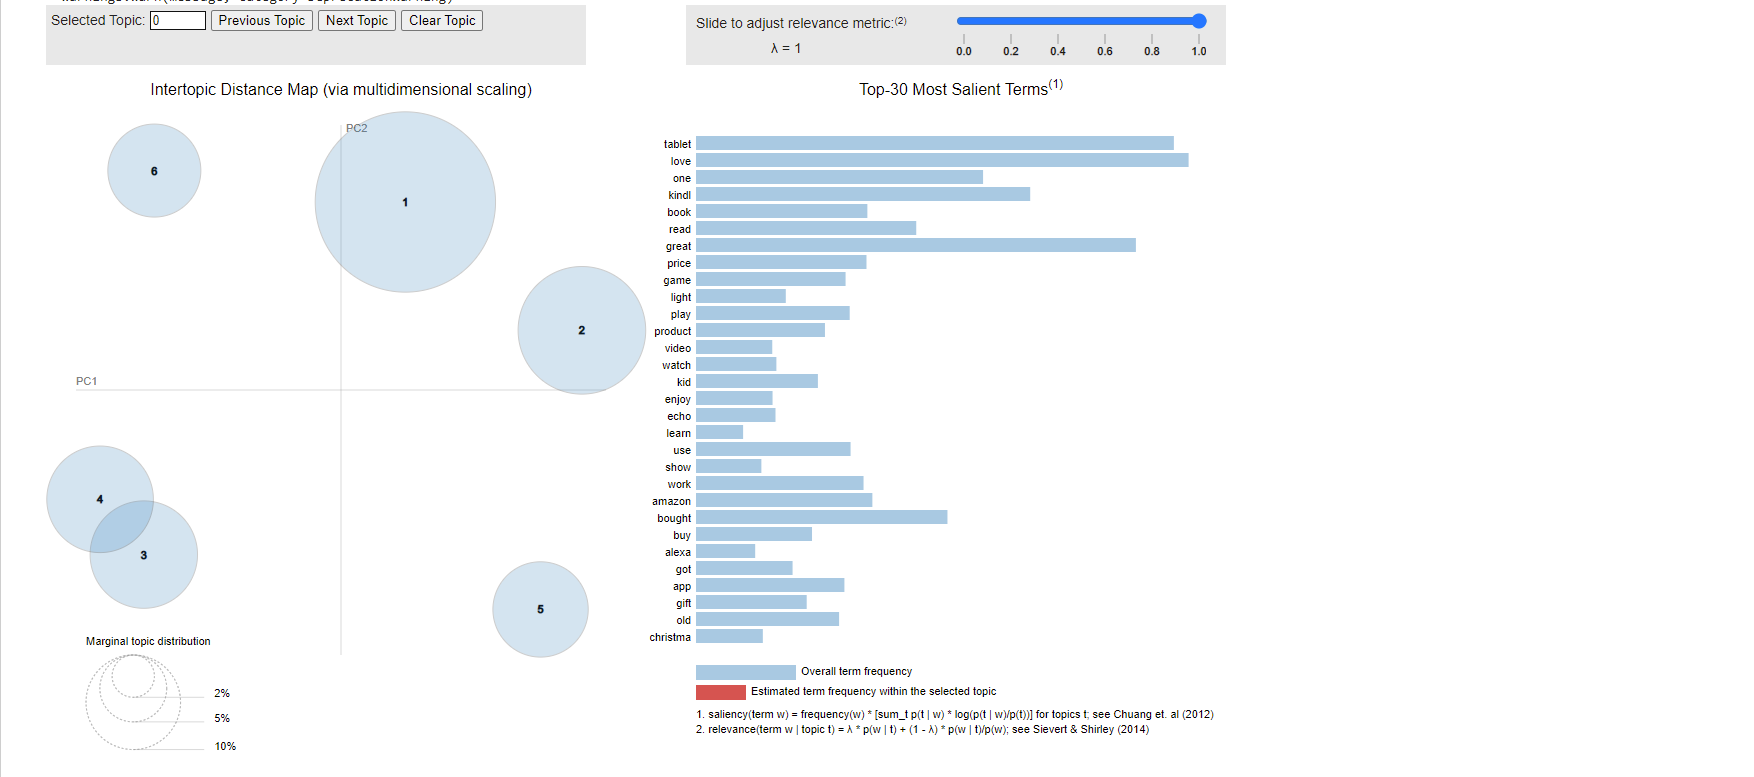 Selected Topic: 0 Previous Topic Next Topic Clear Topic
Slide to adjust relevance metric:(2)
λ = 1
0.0 0.2 0.4 0.6 0.8 1.0
Intertopic Distance Map (via multidimensional scaling)
PC2
PC1
6
1
2
4
3
5
Marginal topic distribution
2%
5%
10%
Top-30 Most Salient Terms(1)
tablet
love
one
kindl
book
read
great
price
game
light
play
product
video
watch
kid
enjoy
echo
learn
use
show
work
amazon
bought
buy
alexa
got
app
gift
old
christma
Overall term frequency
Estimated term frequency within the selected topic
1. saliency(term w) = frequency(w) * [sum_t p(t | w) * log(p(t | w)/p(t))] for topics t; see Chuang et. al (2012)
2. relevance(term w | topic t) = λ * p(w | t) + (1 - λ) * p(w | t)/p(w); see Sievert & Shirley (2014)